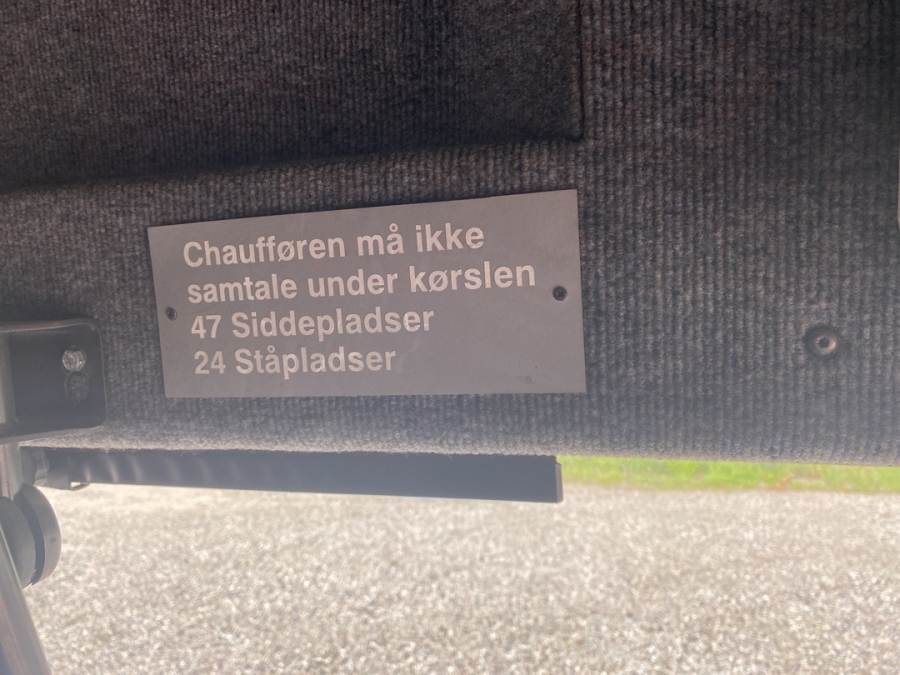 Chaufføren må ikke
samtale under kørslen
47 Siddepladser
24 Ståpladser